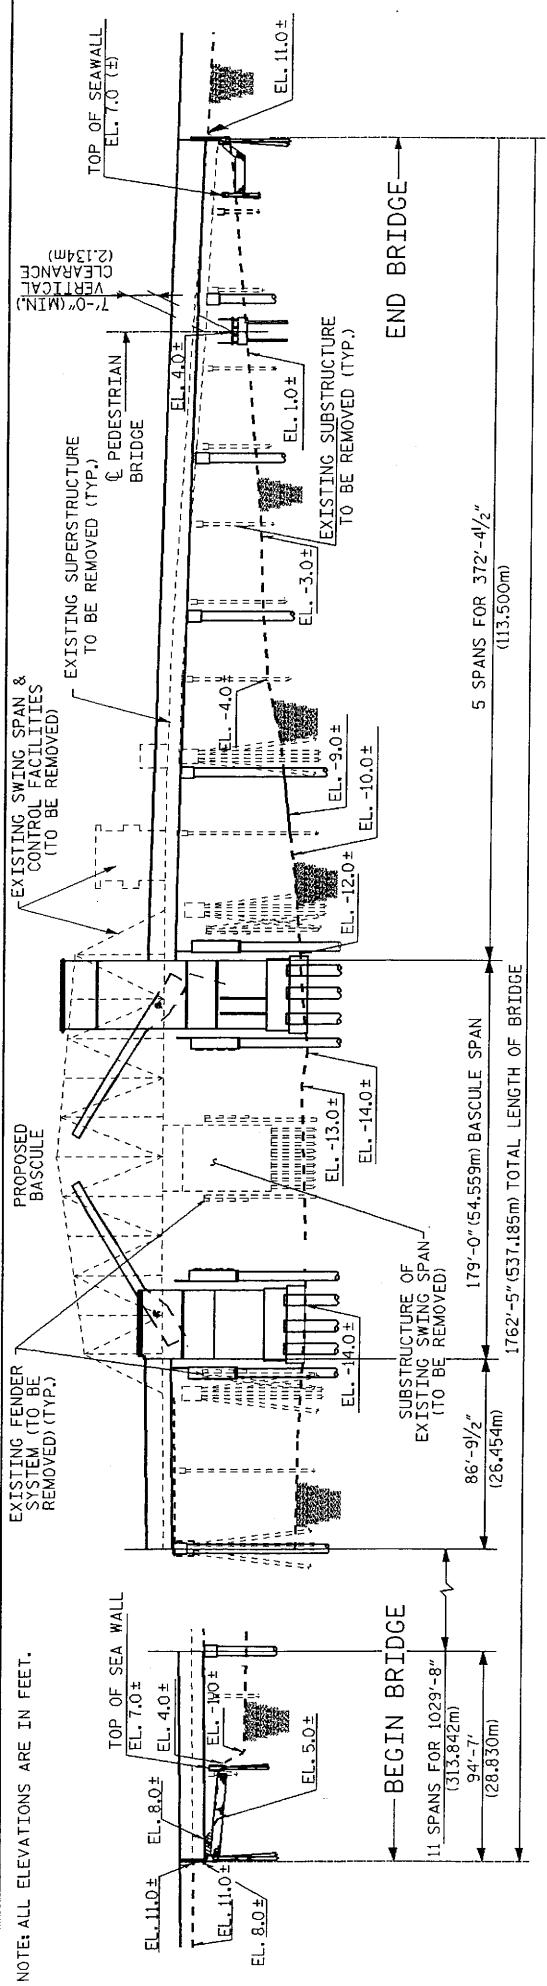 NOTE: ALL ELEVATIONS ARE IN FEET.
EXISTING FENDER
SYSTEM (TO BE
REMOVED)(TYP.)
PROPOSED
BASCULE
EXISTING SWING SPAN &
CONTROL FACILITIES
(TO BE REMOVED)
EXISTING SUPERSTRUCTURE
TO BE REMOVED (TYP.)
℄ PEDESTRIAN
BRIDGE
7'-0" (MIN.)
VERTICAL
CLEARANCE
(2.134m)
TOP OF SEAWALL
EL. 7.0 (±)
EL. 11.0±
EL. 11.0±
EL. 8.0±
EL. 8.0±
EL. 11.0±
TOP OF SEA WALL
EL. 7.0±
EL. 4.0±
EL. -1.0±
EL. 5.0±
EL. -14.0±
SUBSTRUCTURE OF
EXISTING SWING SPAN
(TO BE REMOVED)
EL. -13.0±
EL. -14.0±
EL. -12.0±
EL. -10.0±
EL. -9.0±
EL. -4.0±
EL. -3.0±
EXISTING SUBSTRUCTURE
TO BE REMOVED (TYP.)
EL. 1.0±
EL. 4.0±
BEGIN BRIDGE
END BRIDGE
11 SPANS FOR 1029'-8"
(313.842m)
94'-7'
(28.830m)
86'-9 1/2"
(26.454m)
179'-0" (54.559m) BASCULE SPAN
5 SPANS FOR 372'-4 1/2"
(113.500m)
1762'-5" (537.185m) TOTAL LENGTH OF BRIDGE